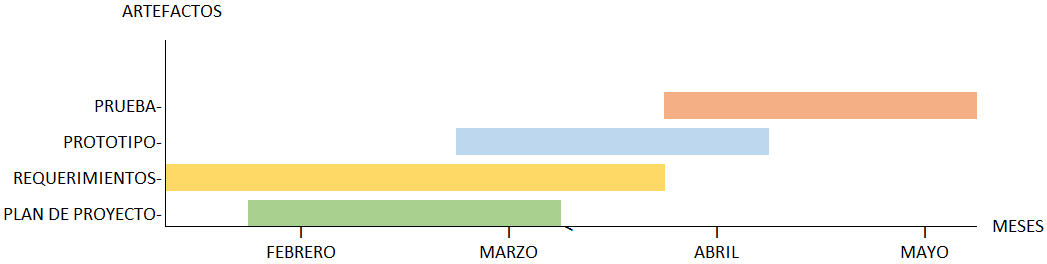 ARTEFACTOS
PRUEBA-
PROTOTIPO-
REQUERIMIENTOS-
PLAN DE PROYECTO-
MESES
FEBRERO MARZO ABRIL MAYO